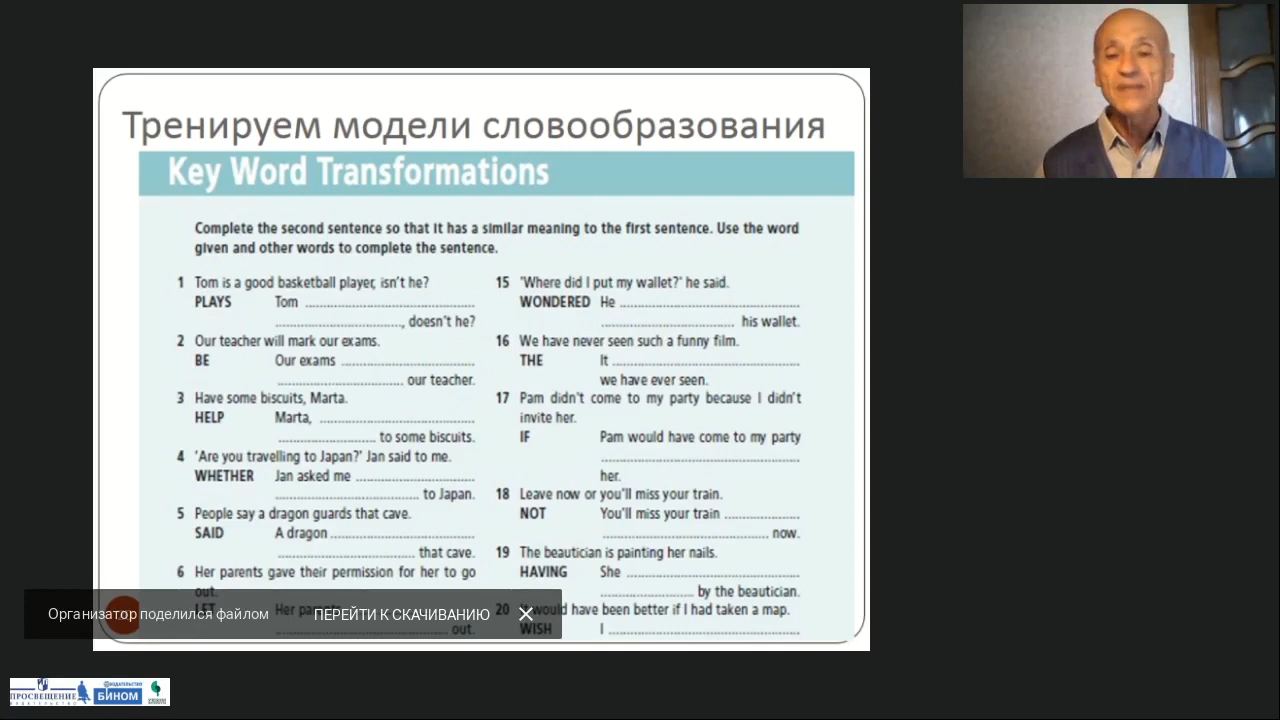 Тренируем модели словообразования
Key Word Transformations
Complete the second sentence so that it has a similar meaning to the first sentence. Use the word
given and other words to complete the sentence.
1 Tom is a good basketball player, isn't he?
PLAYS Tom ............................................
................................, doesn't he?
2 Our teacher will mark our exams.
BE Our exams ..................................
................................ our teacher.
3 Have some biscuits, Marta.
HELP Marta, ........................................
......................... to some biscuits.
4 'Are you travelling to Japan?' Jan said to me.
WHETHER Jan asked me ..............................
.................................... to Japan.
5 People say a dragon guards that cave.
SAID A dragon .....................................
................................... that cave.
6 Her parents gave their permission for her to go
out.
LET Her parents
........................................... out.
15 'Where did I put my wallet?' he said.
WONDERED He ..............................................
.................................. his wallet.
16 We have never seen such a funny film.
THE It ................................................
we have ever seen.
17 Pam didn't come to my party because I didn't
invite her.
IF Pam would have come to my party
...................................................
her.
18 Leave now or you'll miss your train.
NOT You'll miss your train ...................
.......................................... now.
19 The beautician is painting her nails.
HAVING She ............................................
....................... by the beautician.
20 It would have been better if I had taken a map.
WISH I .................................................
Организатор поделился файлом ПЕРЕЙТИ К СКАЧИВАНИЮ
ПРОСВЕЩЕНИЕ
ИЗДАТЕЛЬСТВО
БИНОМ